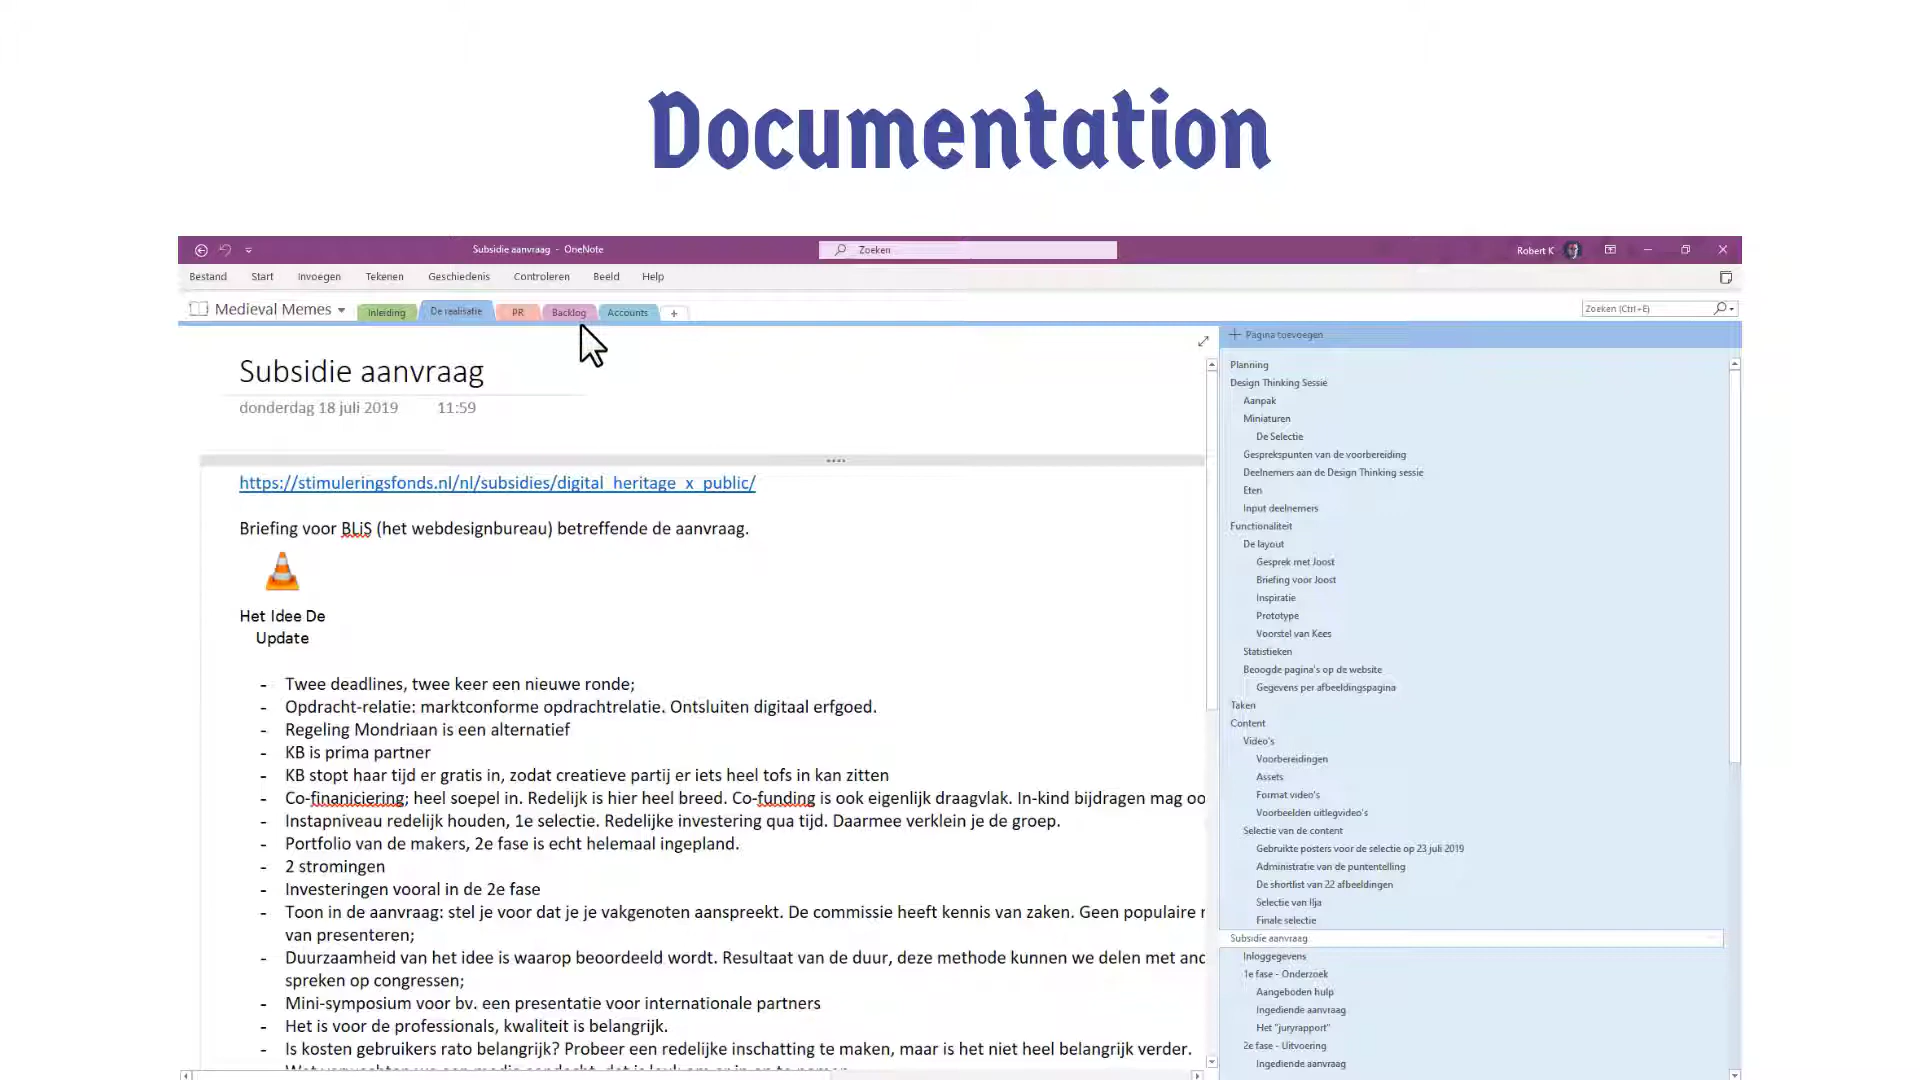 Documentation
Subsidie aanvraag - OneNote
Zoeken
Robert K
Bestand Start Invoegen Tekenen Geschiedenis Controleren Beeld Help
Medieval Memes
Inleiding De realisatie PR Backlog Accounts +
Zoeken (Ctrl+E)
Subsidie aanvraag
donderdag 18 juli 2019 11:59
https://stimuleringsfonds.nl/nl/subsidies/digital_heritage_x_public/
Briefing voor BLiS (het webdesignbureau) betreffende de aanvraag.
Het Idee De
Update
- Twee deadlines, twee keer een nieuwe ronde;
- Opdracht-relatie: marktconforme opdrachtrelatie. Ontsluiten digitaal erfgoed.
- Regeling Mondriaan is een alternatief
- KB is prima partner
- KB stopt haar tijd er gratis in, zodat creatieve partij er iets heel tofs in kan zitten
- Co-finaniciering; heel soepel in. Redelijk is hier heel breed. Co-funding is ook eigenlijk draagvlak. In-kind bijdragen mag oo
- Instapniveau redelijk houden, 1e selectie. Redelijke investering qua tijd. Daarmee verklein je de groep.
- Portfolio van de makers, 2e fase is echt helemaal ingepland.
- 2 stromingen
- Investeringen vooral in de 2e fase
- Toon in de aanvraag: stel je voor dat je je vakgenoten aanspreekt. De commissie heeft kennis van zaken. Geen populaire
van presenteren;
- Duurzaamheid van het idee is waarop beoordeeld wordt. Resultaat van de duur, deze methode kunnen we delen met and
spreken op congressen;
- Mini-symposium voor bv. een presentatie voor internationale partners
- Het is voor de professionals, kwaliteit is belangrijk.
- Is kosten gebruikers rato belangrijk? Probeer een redelijke inschatting te maken, maar is het niet heel belangrijk verder.
Pagina toevoegen
Planning
Design Thinking Sessie
Aanpak
Miniaturen
De Selectie
Gesprekspunten van de voorbereiding
Deelnemers aan de Design Thinking sessie
Eten
Input deelnemers
Functionaliteit
De layout
Gesprek met Joost
Briefing voor Joost
Inspiratie
Prototype
Voorstel van Kees
Statistieken
Beoogde pagina's op de website
Gegevens per afbeeldingspagina
Taken
Content
Video's
Voorbereidingen
Assets
Format video's
Voorbeelden uitlegvideo's
Selectie van de content
Gebruikte posters voor de selectie op 23 juli 2019
Administratie van de puntentelling
De shortlist van 22 afbeeldingen
Selectie van Ilja
Finale selectie
Subsidie aanvraag
Inloggegevens
1e fase - Onderzoek
Aangeboden hulp
Ingediende aanvraag
Het "juryrapport"
2e fase - Uitvoering
Ingediende aanvraag